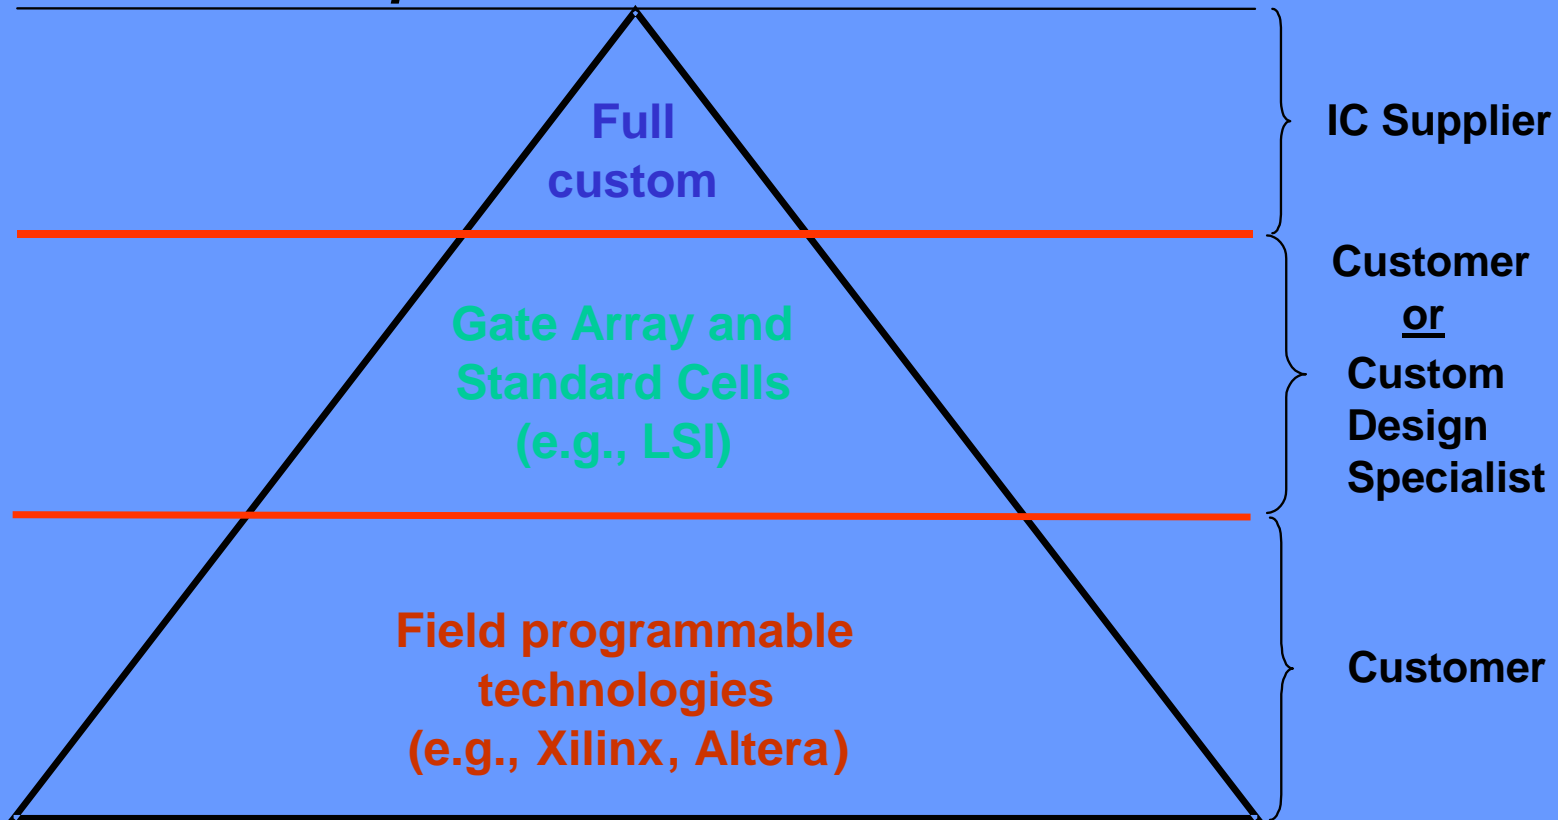 Full
custom
IC Supplier
Gate Array and
Standard Cells
(e.g., LSI)
Customer
or
Custom
Design
Specialist
Field programmable
technologies
(e.g., Xilinx, Altera)
Customer